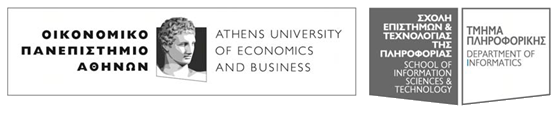 ΟΙΚΟΝΟΜΙΚΟ
ΠΑΝΕΠΙΣΤΗΜΙΟ
ΑΘΗΝΩΝ
ATHENS UNIVERSITY
OF ECONOMICS
AND BUSINESS
ΣΧΟΛΗ
ΕΠΙΣΤΗΜΩΝ &
ΤΕΧΝΟΛΟΓΙΑΣ
ΤΗΣ
ΠΛΗΡΟΦΟΡΙΑΣ
SCHOOL OF
INFORMATION
SCIENCES &
TECHNOLOGY
ΤΜΗΜΑ
ΠΛΗΡΟΦΟΡΙΚΗΣ
DEPARTMENT OF
INFORMATICS